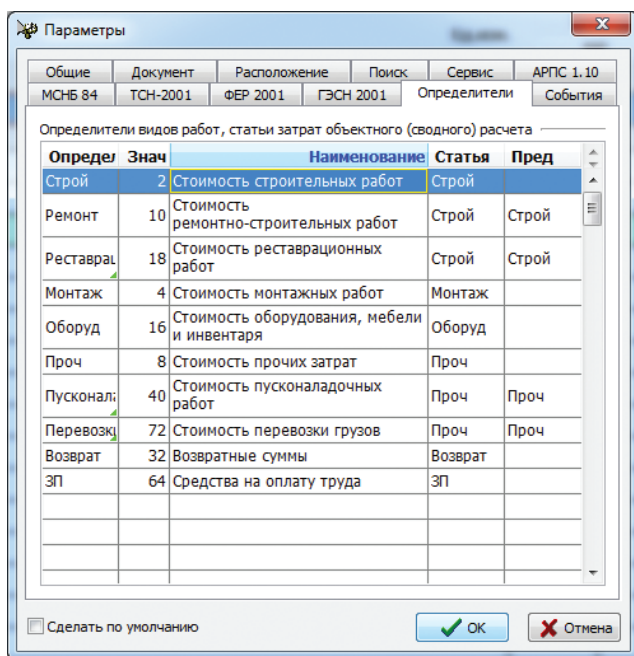 Параметры
Общие Документ Расположение Поиск Сервис АРПС 1.10
МСНБ 84 ТСН-2001 ФЕР 2001 ГЭСН 2001 Определители События
Определители видов работ, статьи затрат объектного (сводного) расчета
Определ Знач Наименование Статья Пред
Строй 2 Стоимость строительных работ Строй
Ремонт 10 Стоимость
ремонтно-строительных работ Строй Строй
Реставрац 18 Стоимость реставрационных
работ Строй Строй
Монтаж 4 Стоимость монтажных работ Монтаж
Оборуд 16 Стоимость оборудования, мебели
и инвентаря Оборуд
Проч 8 Стоимость прочих затрат Проч
Пусконала 40 Стоимость пусконаладочных
работ Проч Проч
Перевозки 72 Стоимость перевозки грузов Проч Проч
Возврат 32 Возвратные суммы Возврат
ЗП 64 Средства на оплату труда ЗП
Сделать по умолчанию ОК Отмена